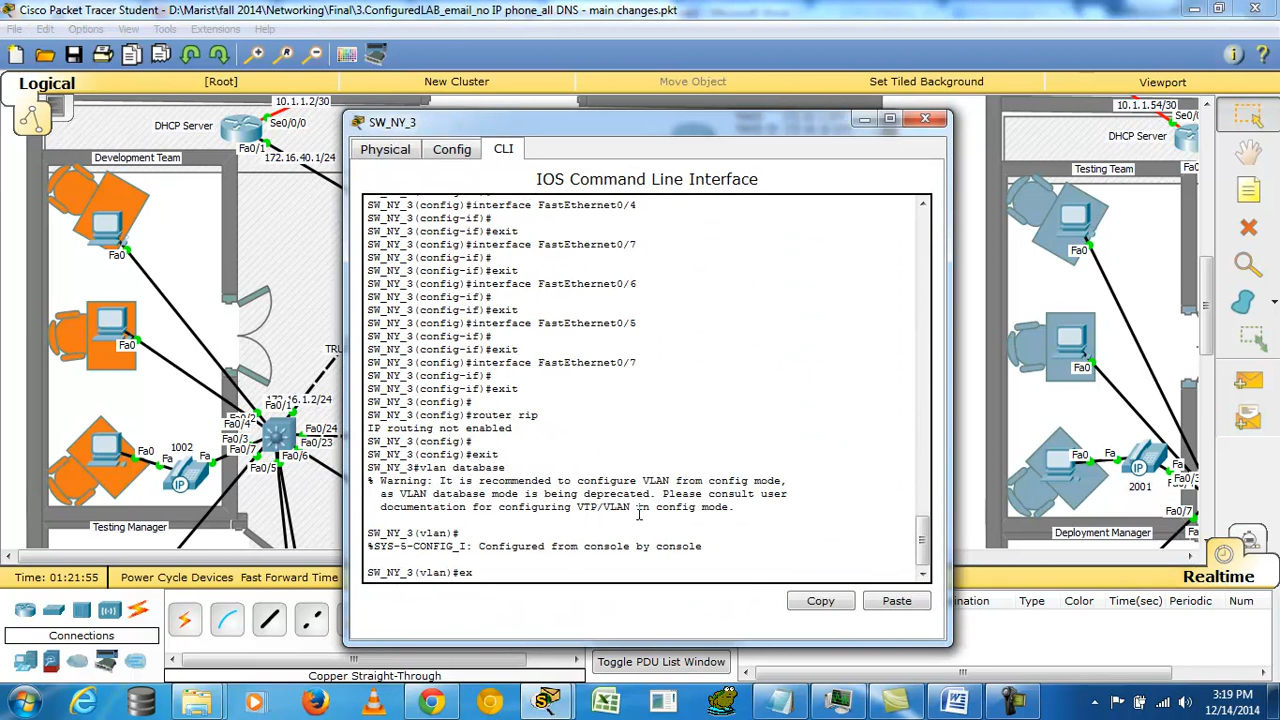 Cisco Packet Tracer Student - D:\Marist\fall 2014\Networking\Final\3.ConfiguredLAB_email_no IP phone_all DNS - main changes.pkt
File Edit Options View Tools Extensions Help
Logical [Root] New Cluster Move Object Set Tiled Background Viewport
10.1.1.2/30
DHCP Server Se0/0/0
Fa0/1
172.16.40.1/24
Development Team
Fa0
Fa0
172.16.1.2/24
Fa0/1
Fa0/2
Fa0/4
Fa0/24
Fa0/3
Fa0/23
Fa0/7
Fa0/6
Fa0/5
1002
Fa0 Fa
IP
Testing Manager
SW_NY_3
Physical Config CLI
IOS Command Line Interface
SW_NY_3(config)#interface FastEthernet0/4
SW_NY_3(config-if)#
SW_NY_3(config-if)#exit
SW_NY_3(config)#interface FastEthernet0/7
SW_NY_3(config-if)#
SW_NY_3(config-if)#exit
SW_NY_3(config)#interface FastEthernet0/6
SW_NY_3(config-if)#
SW_NY_3(config-if)#exit
SW_NY_3(config)#interface FastEthernet0/5
SW_NY_3(config-if)#
SW_NY_3(config-if)#exit
SW_NY_3(config)#interface FastEthernet0/7
SW_NY_3(config-if)#
SW_NY_3(config-if)#exit
SW_NY_3(config)#
SW_NY_3(config)#router rip
IP routing not enabled
SW_NY_3(config)#
SW_NY_3(config)#exit
SW_NY_3#vlan database
% Warning: It is recommended to configure VLAN from config mode,
as VLAN database mode is being deprecated. Please consult user
documentation for configuring VTP/VLAN in config mode.
SW_NY_3(vlan)#
%SYS-5-CONFIG_I: Configured from console by console
SW_NY_3(vlan)#ex
Copy Paste
10.1.1.54/30
Se0/
DHCP Server
Testing Team
Fa0
Fa0
Fa0 Fa
IP
2001
Fa0/7
Deployment Manager
Time: 01:21:55 Power Cycle Devices Fast Forward Time
Realtime
Connections
Copper Straight-Through
Toggle PDU List Window
ination Type Color Time(sec) Periodic Num
3:19 PM
12/14/2014